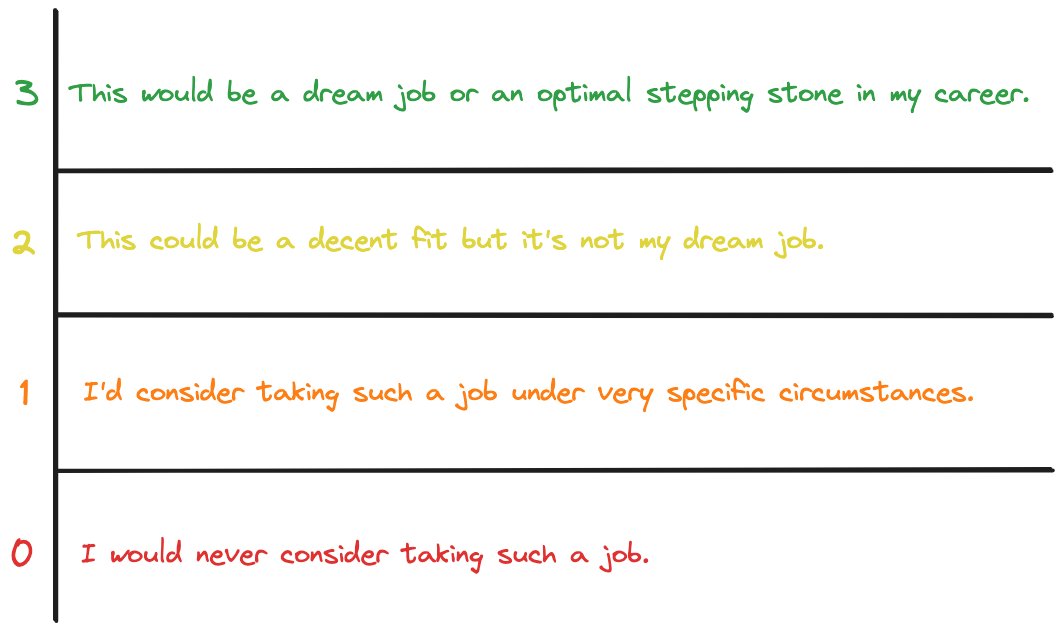 3 This would be a dream job or an optimal stepping stone in my career.
2 This could be a decent fit but it's not my dream job.
1 I'd consider taking such a job under very specific circumstances.
0 I would never consider taking such a job.